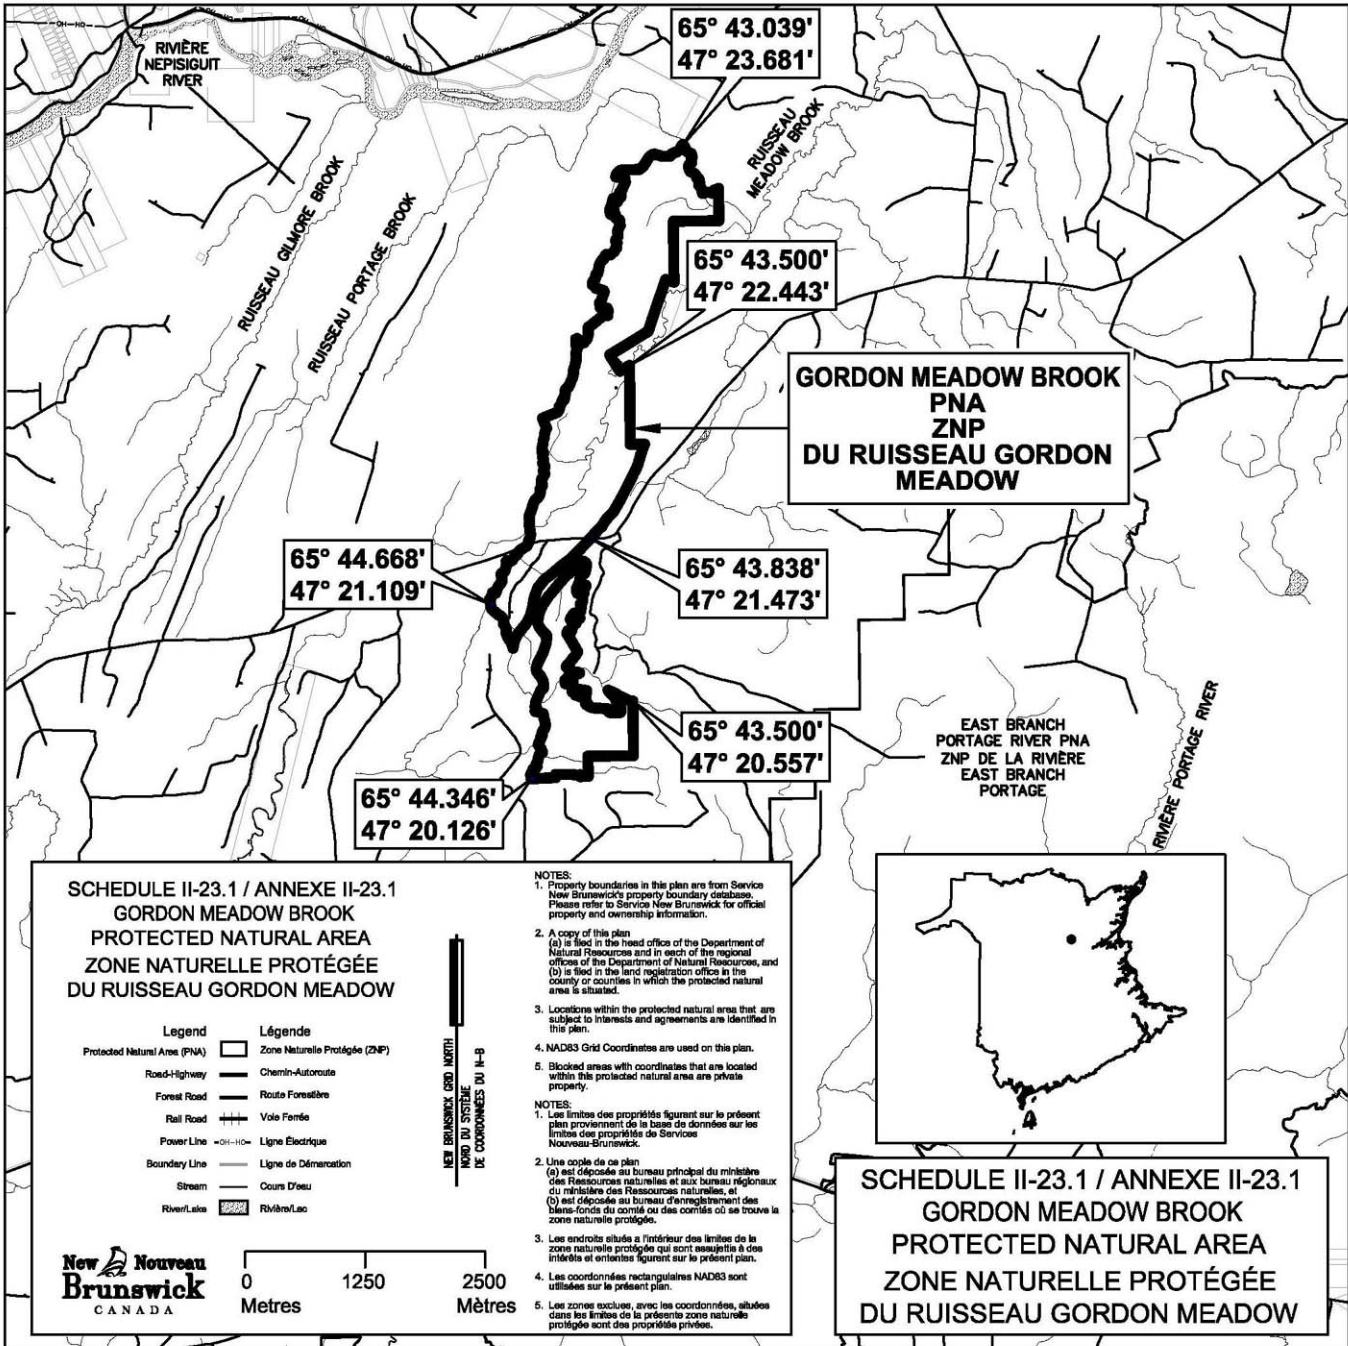 65° 43.039'
47° 23.681'
RIVIÈRE
NEPISIGUIT
RIVER
OH-HO
RUISSEAU
MEADOW BROOK
RUISSEAU GILMORE BROOK
RUISSEAU PORTAGE BROOK
65° 43.500'
47° 22.443'
GORDON MEADOW BROOK
PNA
ZNP
DU RUISSEAU GORDON
MEADOW
65° 44.668'
47° 21.109'
65° 43.838'
47° 21.473'
65° 43.500'
47° 20.557'
EAST BRANCH
PORTAGE RIVER PNA
ZNP DE LA RIVIÈRE
EAST BRANCH
PORTAGE
RIVIÈRE PORTAGE RIVER
65° 44.346'
47° 20.126'
SCHEDULE II-23.1 / ANNEXE II-23.1
GORDON MEADOW BROOK
PROTECTED NATURAL AREA
ZONE NATURELLE PROTÉGÉE
DU RUISSEAU GORDON MEADOW
Legend Légende
Protected Natural Area (PNA) Zone Naturelle Protégée (ZNP)
Road-Highway Chemin-Autoroute
Forest Road Route Forestière
Rail Road Voie Ferrée
Power Line OH-HO Ligne Électrique
Boundary Line Ligne de Démarcation
Stream Cours D'eau
River/Lake Rivière/Lac
NEW BRUNSWICK GRID NORTH
NORD DU SYSTÈME
DE COORDONNÉES DU N-B
New Nouveau
Brunswick
CANADA
0 1250 2500
Metres Mètres
NOTES:
1. Property boundaries in this plan are from Service
New Brunswick's property boundary database.
Please refer to Service New Brunswick for official
property and ownership information.
2. A copy of this plan
(a) is filed in the head office of the Department of
Natural Resources and in each of the regional
offices of the Department of Natural Resources, and
(b) is filed in the land registration office in the
county or counties in which the protected natural
area is situated.
3. Locations within the protected natural area that are
subject to interests and agreements are identified in
this plan.
4. NAD83 Grid Coordinates are used on this plan.
5. Blocked areas with coordinates that are located
within this protected natural area are private
property.
NOTES:
1. Les limites des propriétés figurant sur le présent
plan proviennent de la base de données sur les
limites des propriétés de Services
Nouveau-Brunswick.
2. Une copie de ce plan
(a) est déposée au bureau principal du ministère
des Ressources naturelles et aux bureau régionaux
du ministère des Ressources naturelles, et
(b) est déposée au bureau d'enregistrement des
biens-fonds du comté ou des comtés où se trouve la
zone naturelle protégée.
3. Les endroits situés a l'intérieur des limites de la
zone naturelle protégée qui sont assujettis à des
intérêts et ententes figurent sur le présent plan.
4. Les coordonnées rectangulaires NAD83 sont
utilisées sur le présent plan.
5. Les zones exclues, avec les coordonnées, situées
dans les limites de la présente zone naturelle
protégée sont des propriétés privées.
SCHEDULE II-23.1 / ANNEXE II-23.1
GORDON MEADOW BROOK
PROTECTED NATURAL AREA
ZONE NATURELLE PROTÉGÉE
DU RUISSEAU GORDON MEADOW